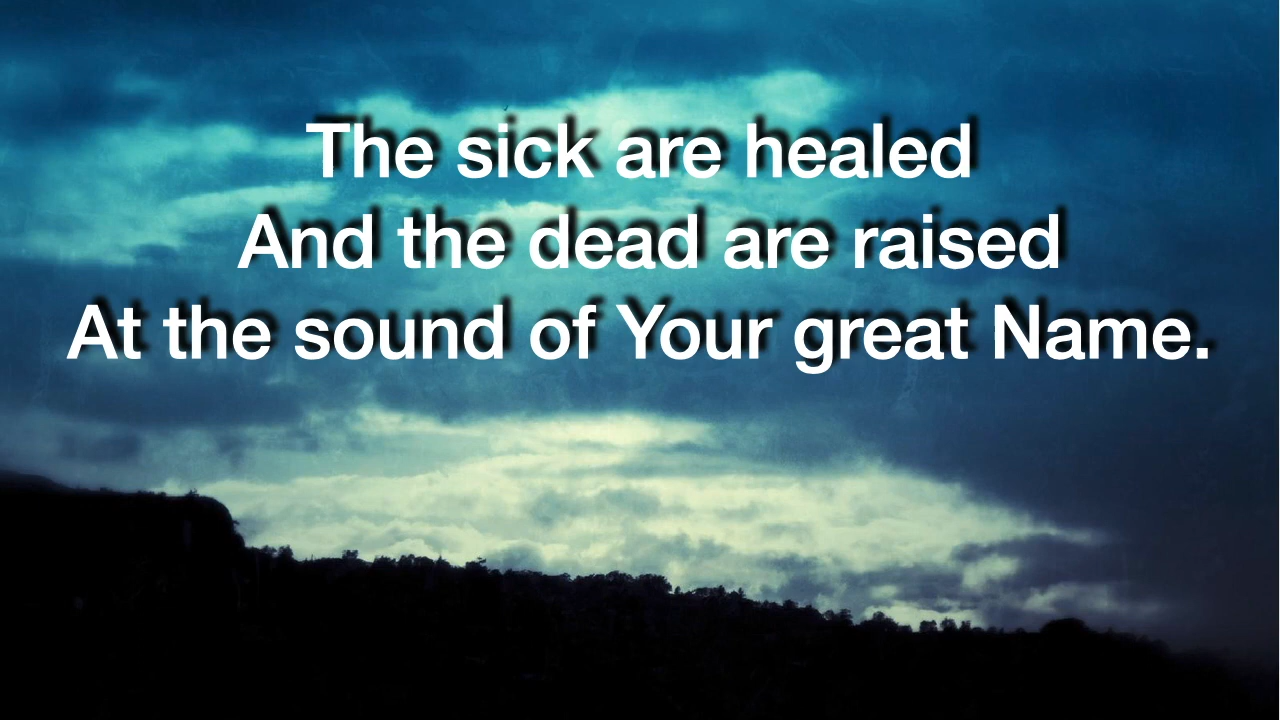 The sick are healed
And the dead are raised
At the sound of Your great Name.